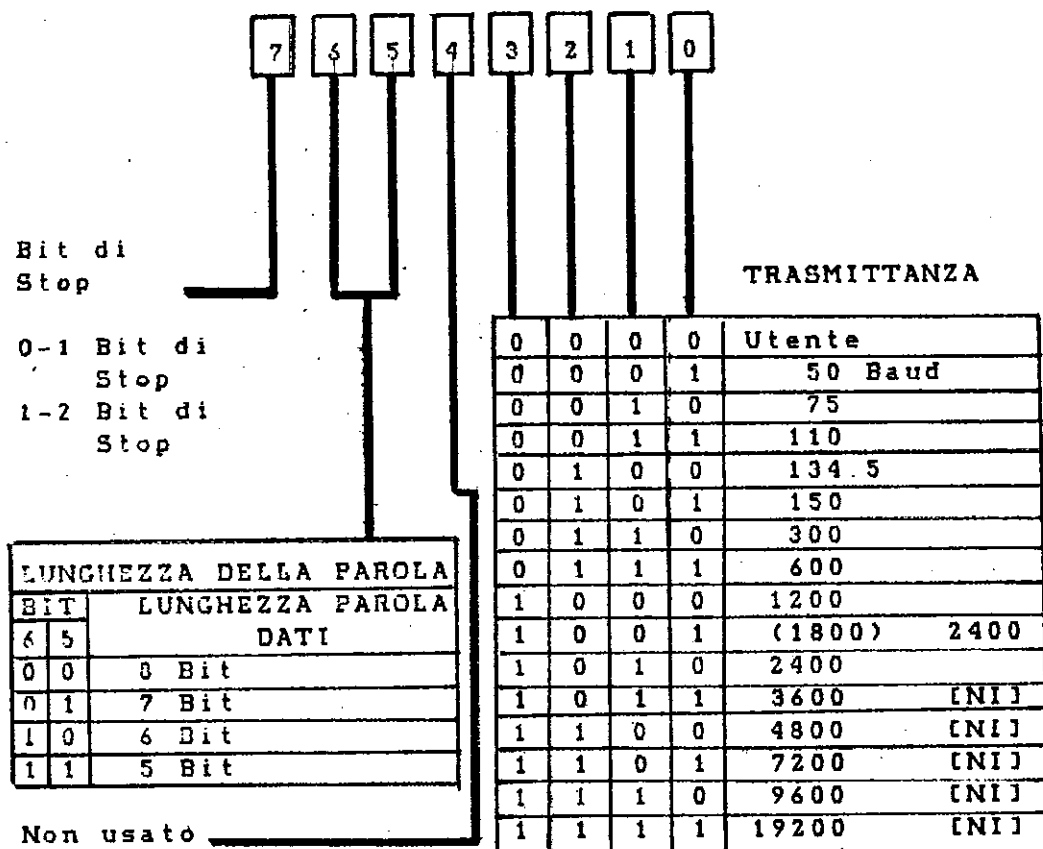 7 6 5 4 3 2 1 0
Bit di
Stop
0-1 Bit di
Stop
1-2 Bit di
Stop
TRASMITTANZA
0 0 0 0 Utente
0 0 0 1 50 Baud
0 0 1 0 75
0 0 1 1 110
0 1 0 0 134.5
0 1 0 1 150
0 1 1 0 300
0 1 1 1 600
1 0 0 0 1200
1 0 0 1 (1800) 2400
1 0 1 0 2400
1 0 1 1 3600 [NI]
1 1 0 0 4800 [NI]
1 1 0 1 7200 [NI]
1 1 1 0 9600 [NI]
1 1 1 1 19200 [NI]
LUNGHEZZA DELLA PAROLA
BIT LUNGHEZZA PAROLA
6 5 DATI
0 0 8 Bit
0 1 7 Bit
1 0 6 Bit
1 1 5 Bit
Non usato